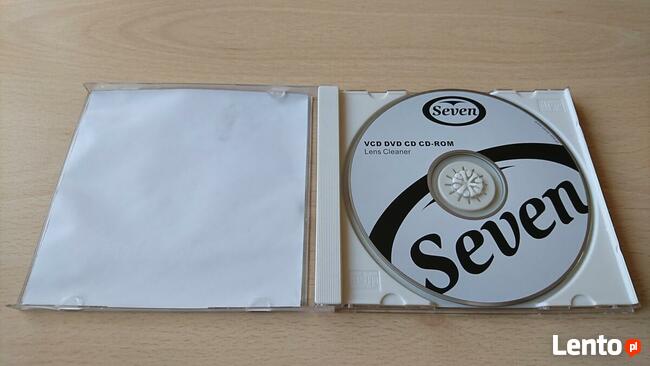 Seven
VCD DVD CD CD-ROM
Lens Cleaner
Seven
Lento pl